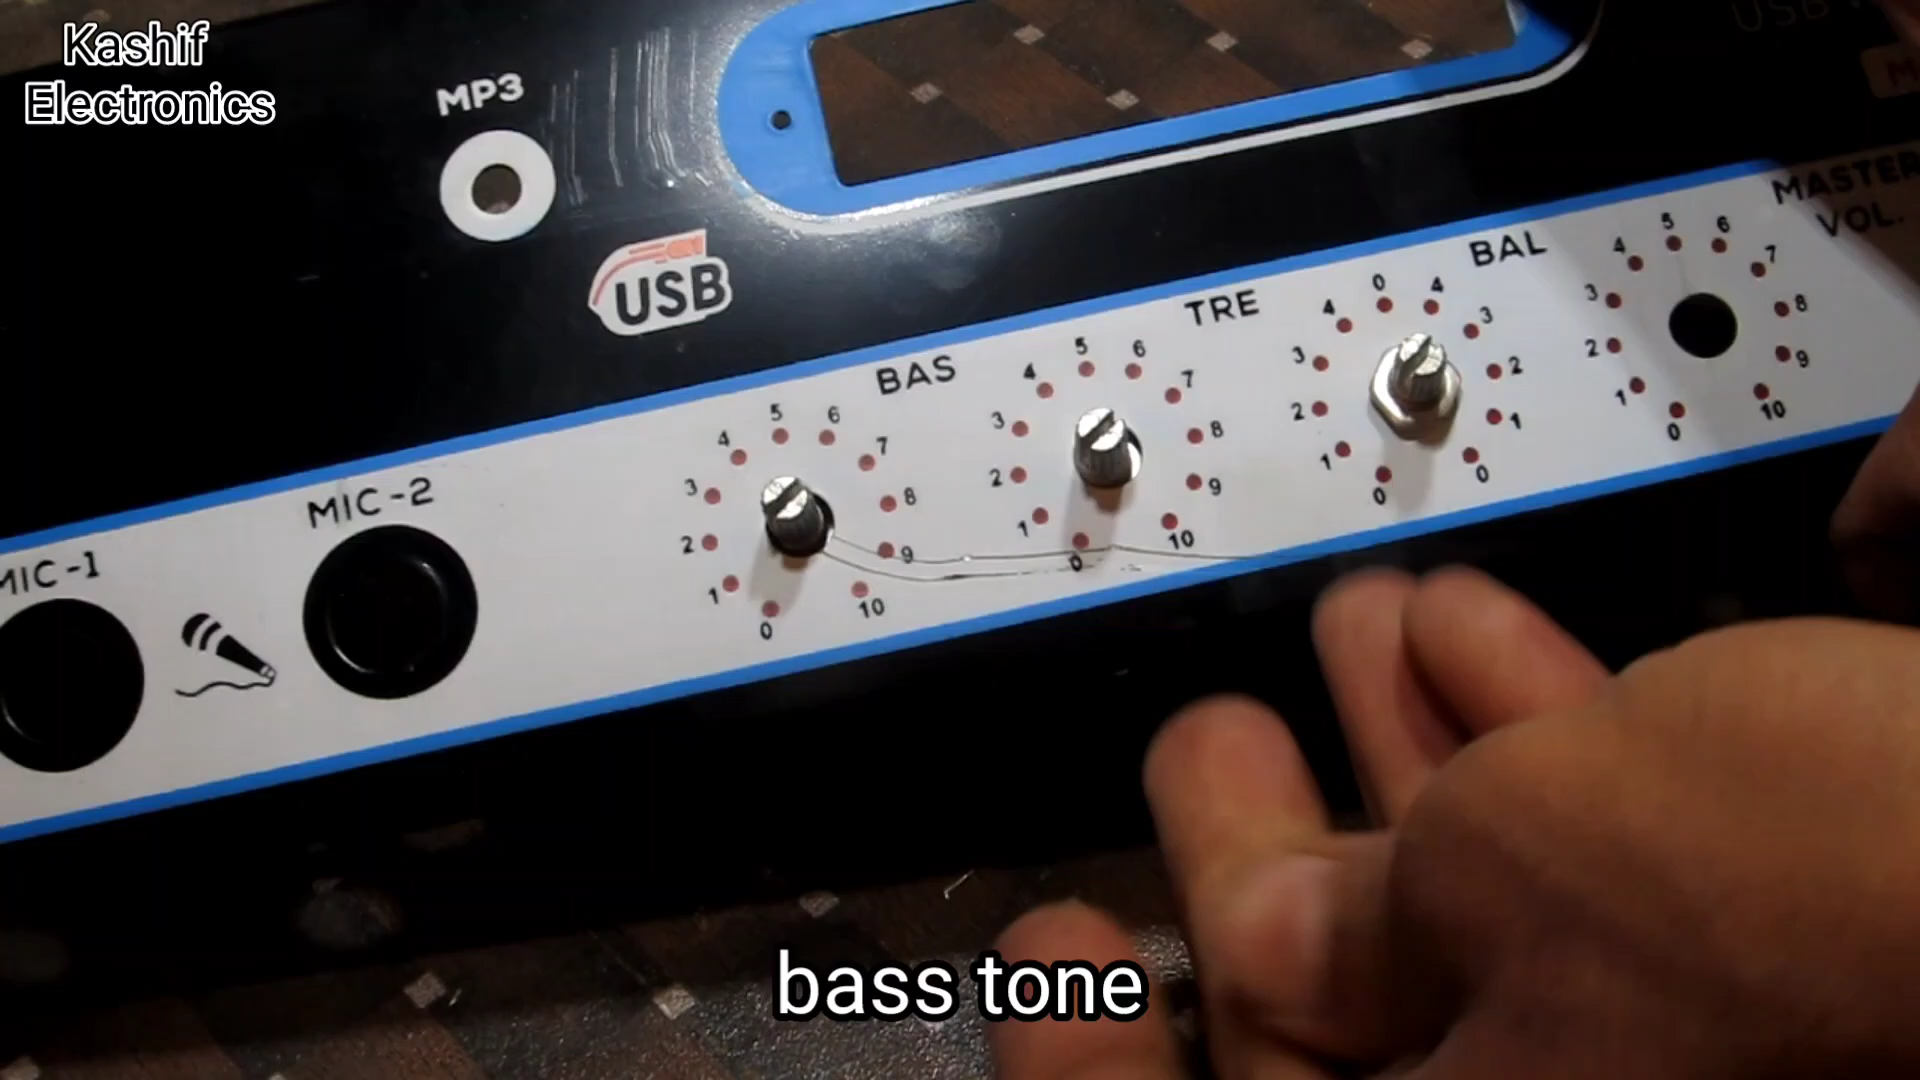 Kashif
Electronics
MP3
USB
USB
MASTER
VOL.
BAL
TRE
BAS
MIC-2
MIC-1
0 1 2 3 4 5 6 7 8 9 10
0 1 2 3 4 5 6 7 8 9 10
0 1 2 3 4 0 4 3 2 1 0
0 1 2 3 4 5 6 7 8 9 10
bass tone